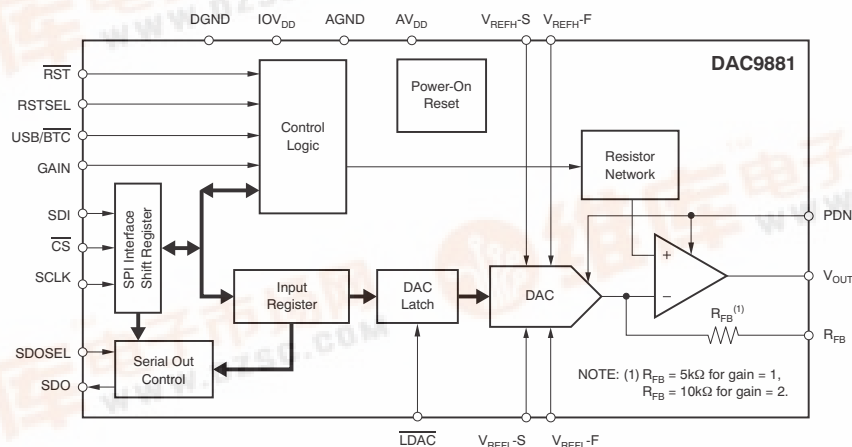 DGND IOVDD AGND AVDD VREFH-S VREFH-F
DAC9881
RST
RSTSEL
USB/BTC
GAIN
SDI
CS
SCLK
SDOSEL
SDO
Control
Logic
Power-On
Reset
Resistor
Network
SPI Interface
Shift Register
Input
Register
DAC
Latch
DAC
Serial Out
Control
+
−
PDN
VOUT
RFB(1)
RFB
NOTE: (1) RFB = 5kΩ for gain = 1,
RFB = 10kΩ for gain = 2.
LDAC VREFL-S VREFL-F